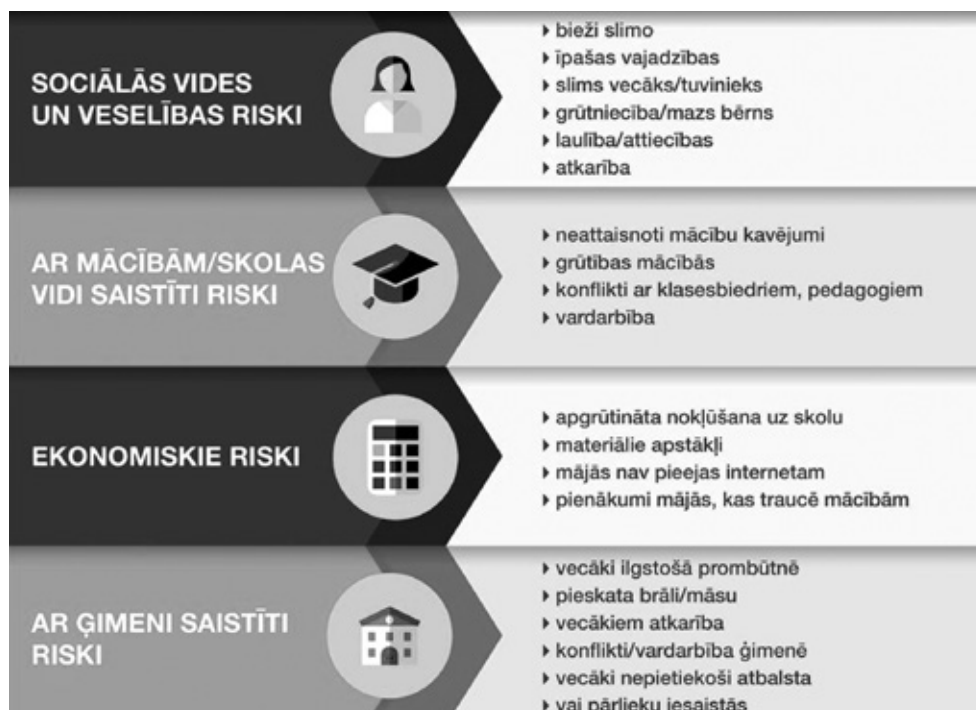 SOCIĀLĀS VIDES
UN VESELĪBAS RISKI
▸ bieži slimo
▸ īpašas vajadzības
▸ slims vecāks/tuvinieks
▸ grūtniecība/mazs bērns
▸ laulība/attiecības
▸ atkarība
AR MĀCĪBĀM/SKOLAS
VIDI SAISTĪTI RISKI
▸ neattaisnoti mācību kavējumi
▸ grūtības mācībās
▸ konflikti ar klasesbiedriem, pedagogiem
▸ vardarbība
EKONOMISKIE RISKI
▸ apgrūtināta nokļūšana uz skolu
▸ materiālie apstākļi
▸ mājās nav pieejas internetam
▸ pienākumi mājās, kas traucē mācībām
AR ĢIMENI SAISTĪTI
RISKI
▸ vecāki ilgstošā prombūtnē
▸ pieskata brāli/māsu
▸ vecākiem atkarība
▸ konflikti/vardarbība ģimenē
▸ vecāki nepietiekoši atbalsta
▸ vai pārlieku iesaistās